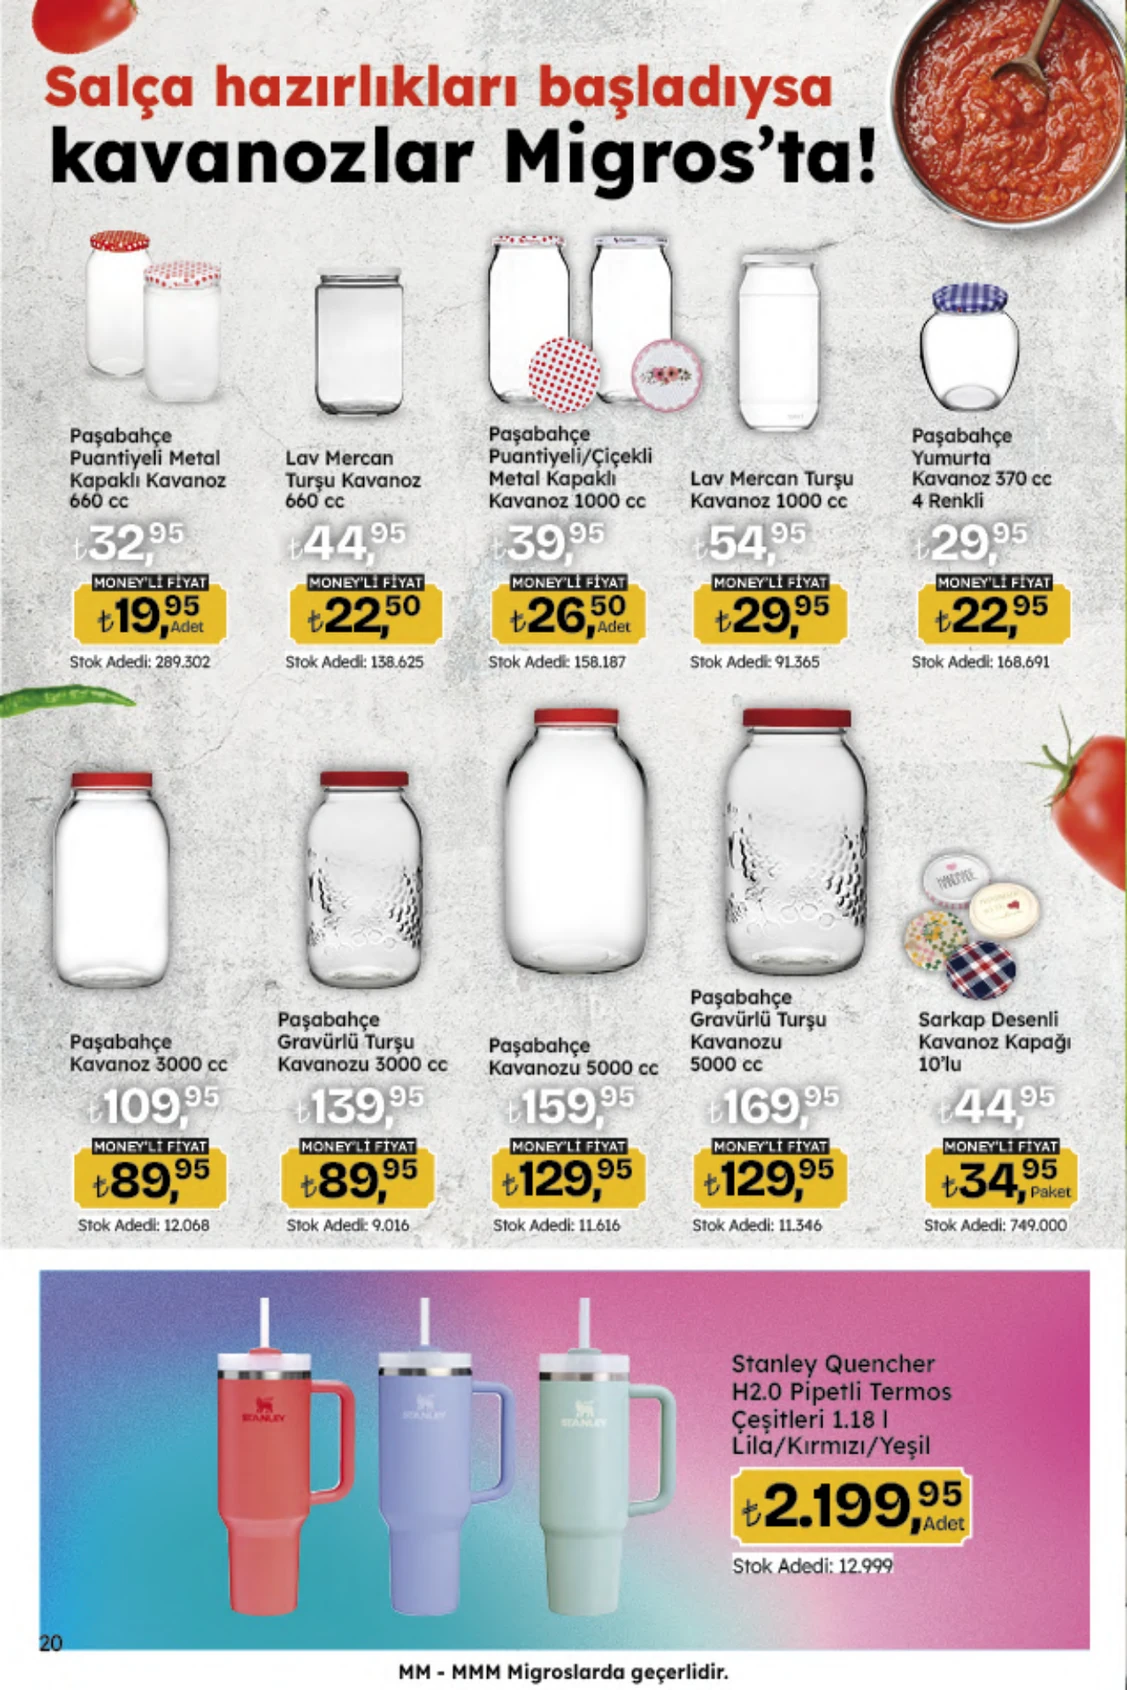 Salça hazırlıkları başladıysa
kavanozlar Migros'ta!
Paşabahçe
Puantiyeli Metal
Kapaklı Kavanoz
660 cc
₺32,95
MONEY'Lİ FİYAT
₺19,95 Adet
Stok Adedi: 289.302
Lav Mercan
Turşu Kavanoz
660 cc
₺44,95
MONEY'Lİ FİYAT
₺22,50
Stok Adedi: 138.625
Paşabahçe
Puantiyeli/Çiçekli
Metal Kapaklı
Kavanoz 1000 cc
₺39,95
MONEY'Lİ FİYAT
₺26,50 Adet
Stok Adedi: 158.187
Lav Mercan Turşu
Kavanoz 1000 cc
₺54,95
MONEY'Lİ FİYAT
₺29,95
Stok Adedi: 91.365
Paşabahçe
Yumurta
Kavanoz 370 cc
4 Renkli
₺29,95
MONEY'Lİ FİYAT
₺22,95
Stok Adedi: 168.691
Paşabahçe
Kavanoz 3000 cc
₺109,95
MONEY'Lİ FİYAT
₺89,95
Stok Adedi: 12.068
Paşabahçe
Gravürlü Turşu
Kavanozu 3000 cc
₺139,95
MONEY'Lİ FİYAT
₺89,95
Stok Adedi: 9.016
Paşabahçe
Kavanozu 5000 cc
₺159,95
MONEY'Lİ FİYAT
₺129,95
Stok Adedi: 11.616
Paşabahçe
Gravürlü Turşu
Kavanozu
5000 cc
₺169,95
MONEY'Lİ FİYAT
₺129,95
Stok Adedi: 11.346
HANDMADE
Sarkap Desenli
Kavanoz Kapağı
10'lu
₺44,95
MONEY'Lİ FİYAT
₺34,95 Paket
Stok Adedi: 749.000
STANLEY
STANLEY
STANLEY
Stanley Quencher
H2.0 Pipetli Termos
Çeşitleri 1.18 l
Lila/Kırmızı/Yeşil
₺2.199,95 Adet
Stok Adedi: 12.999
20
MM - MMM Migroslarda geçerlidir.